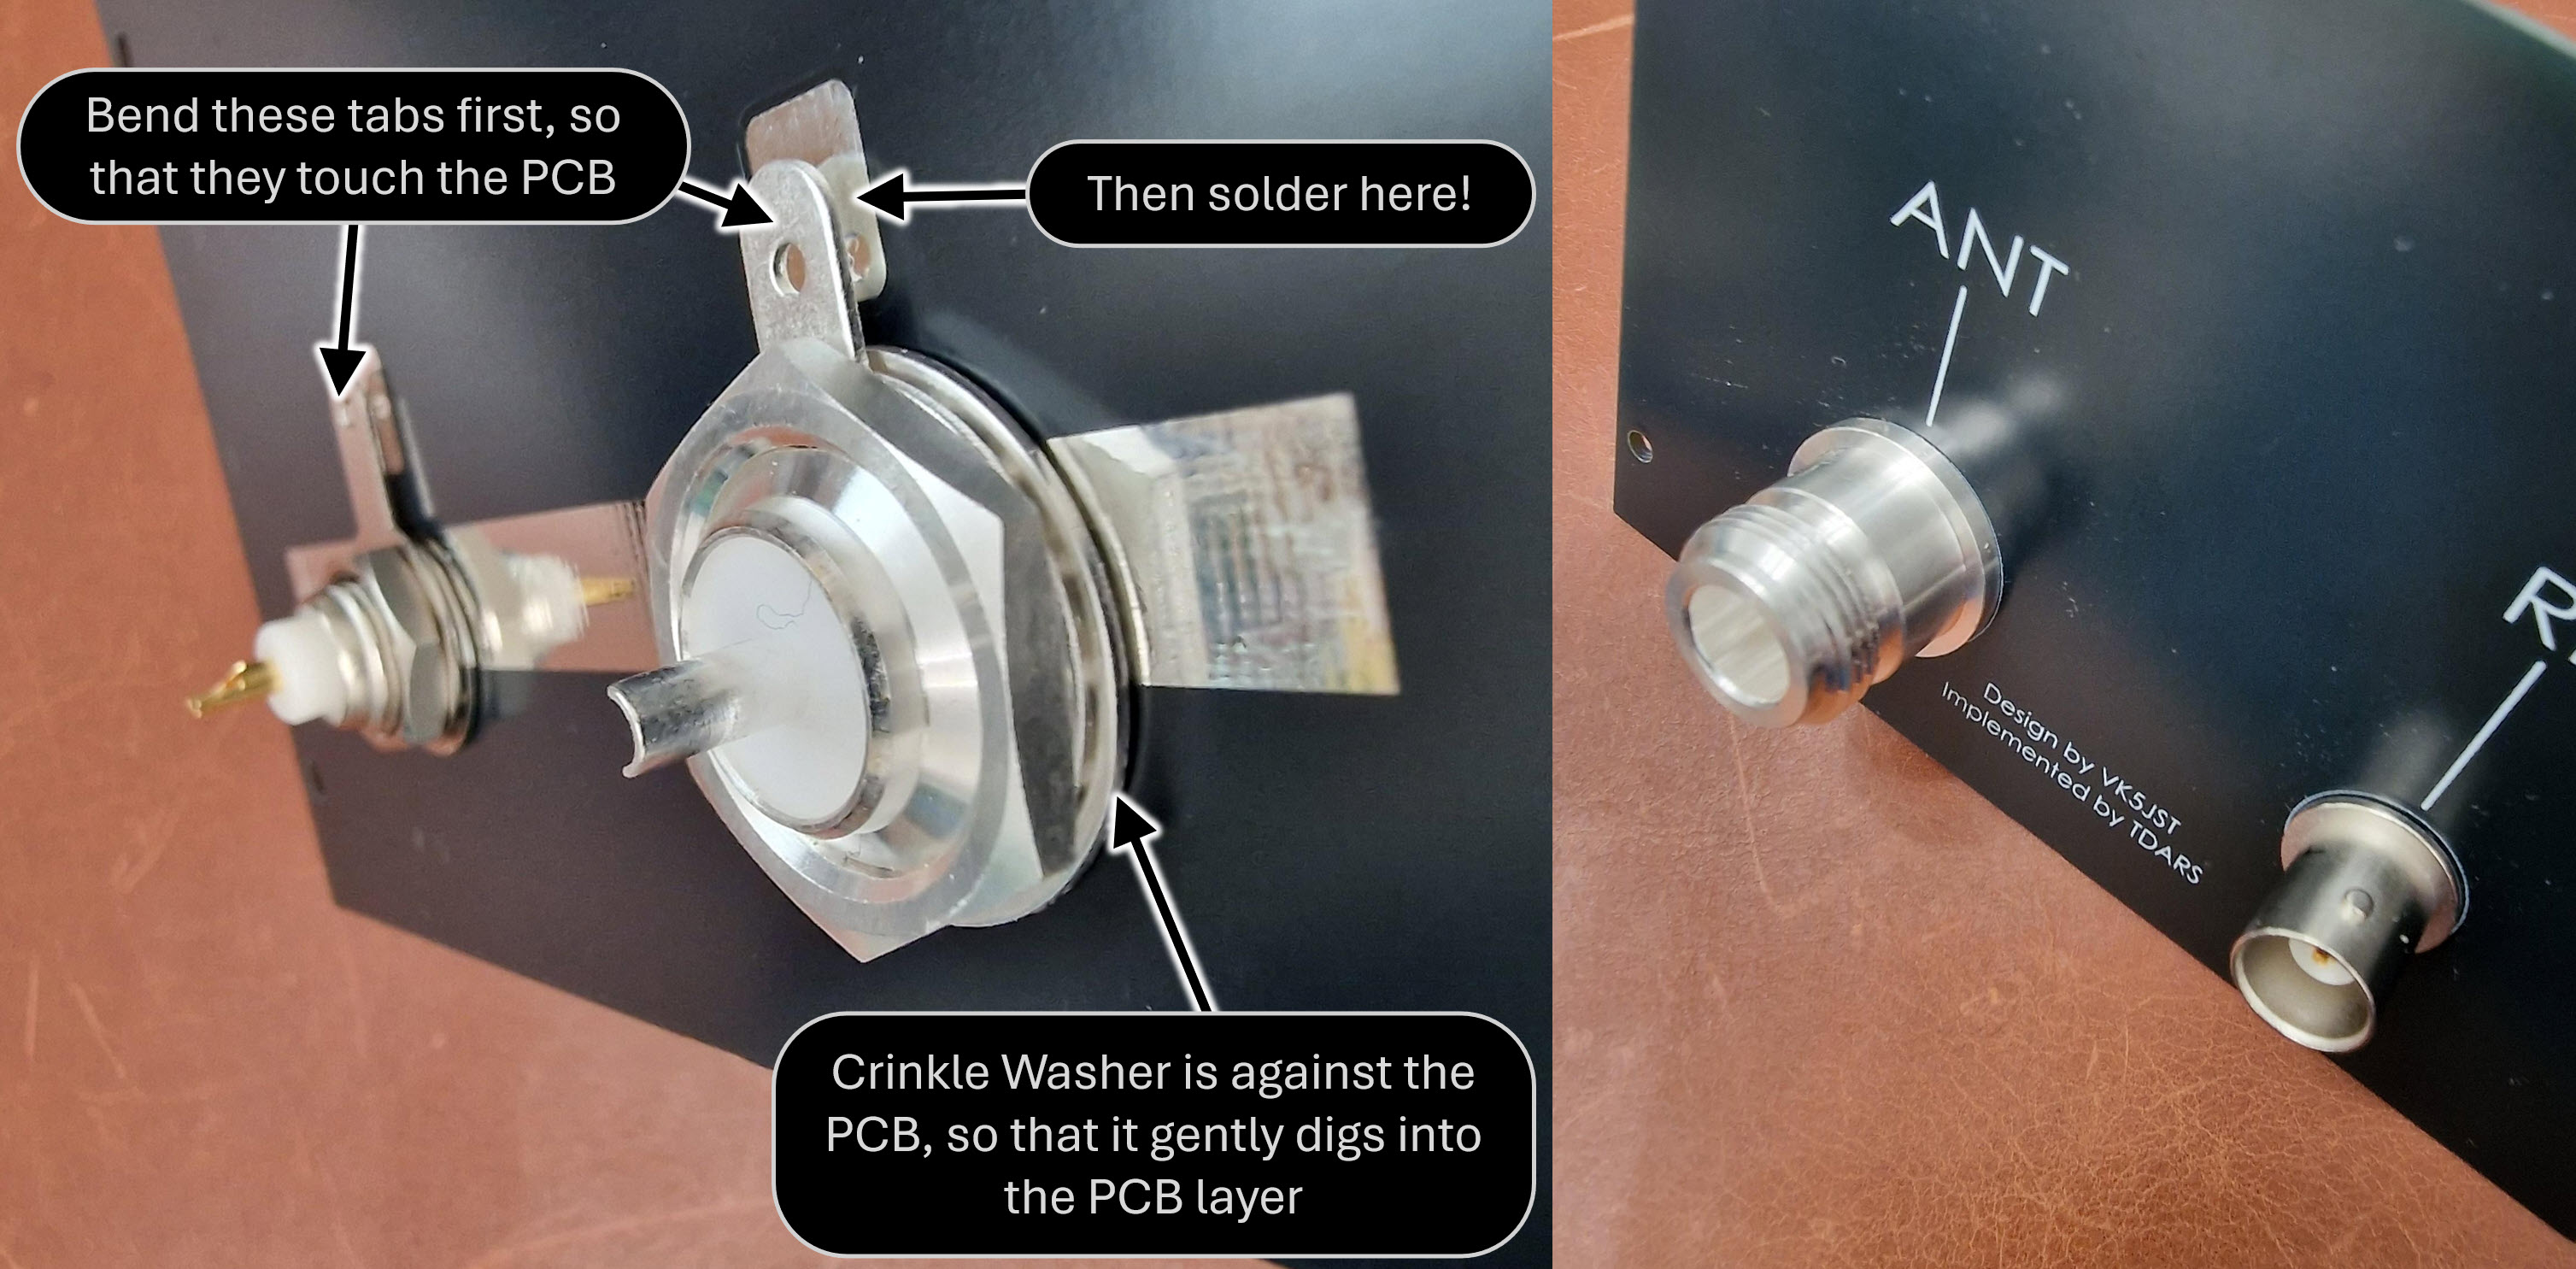 Bend these tabs first, so
that they touch the PCB
Then solder here!
Crinkle Washer is against the
PCB, so that it gently digs into
the PCB layer
ANT
Design by VK5JST
Implemented by TDARS